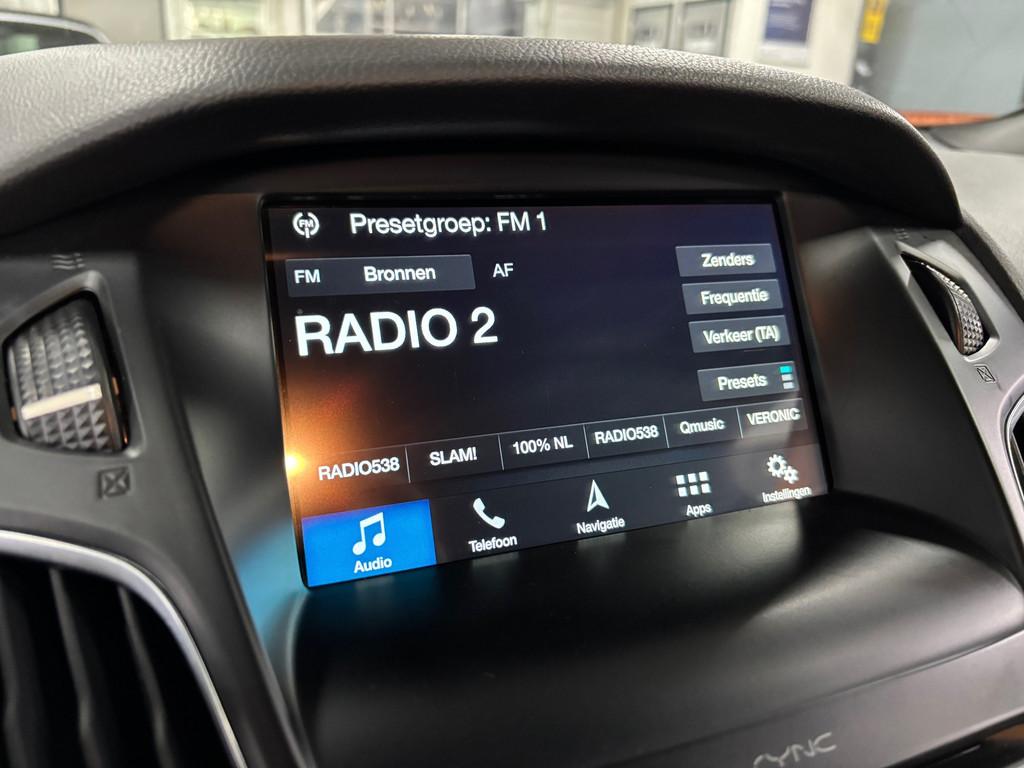 FM
Presetgroep: FM 1
FM Bronnen AF
Zenders
RADIO 2
Frequentie
Verkeer (TA)
Presets
RADIO538 SLAM! 100% NL RADIO538 Qmusic VERONIC
Audio Telefoon Navigatie Apps Instellingen
SYNC